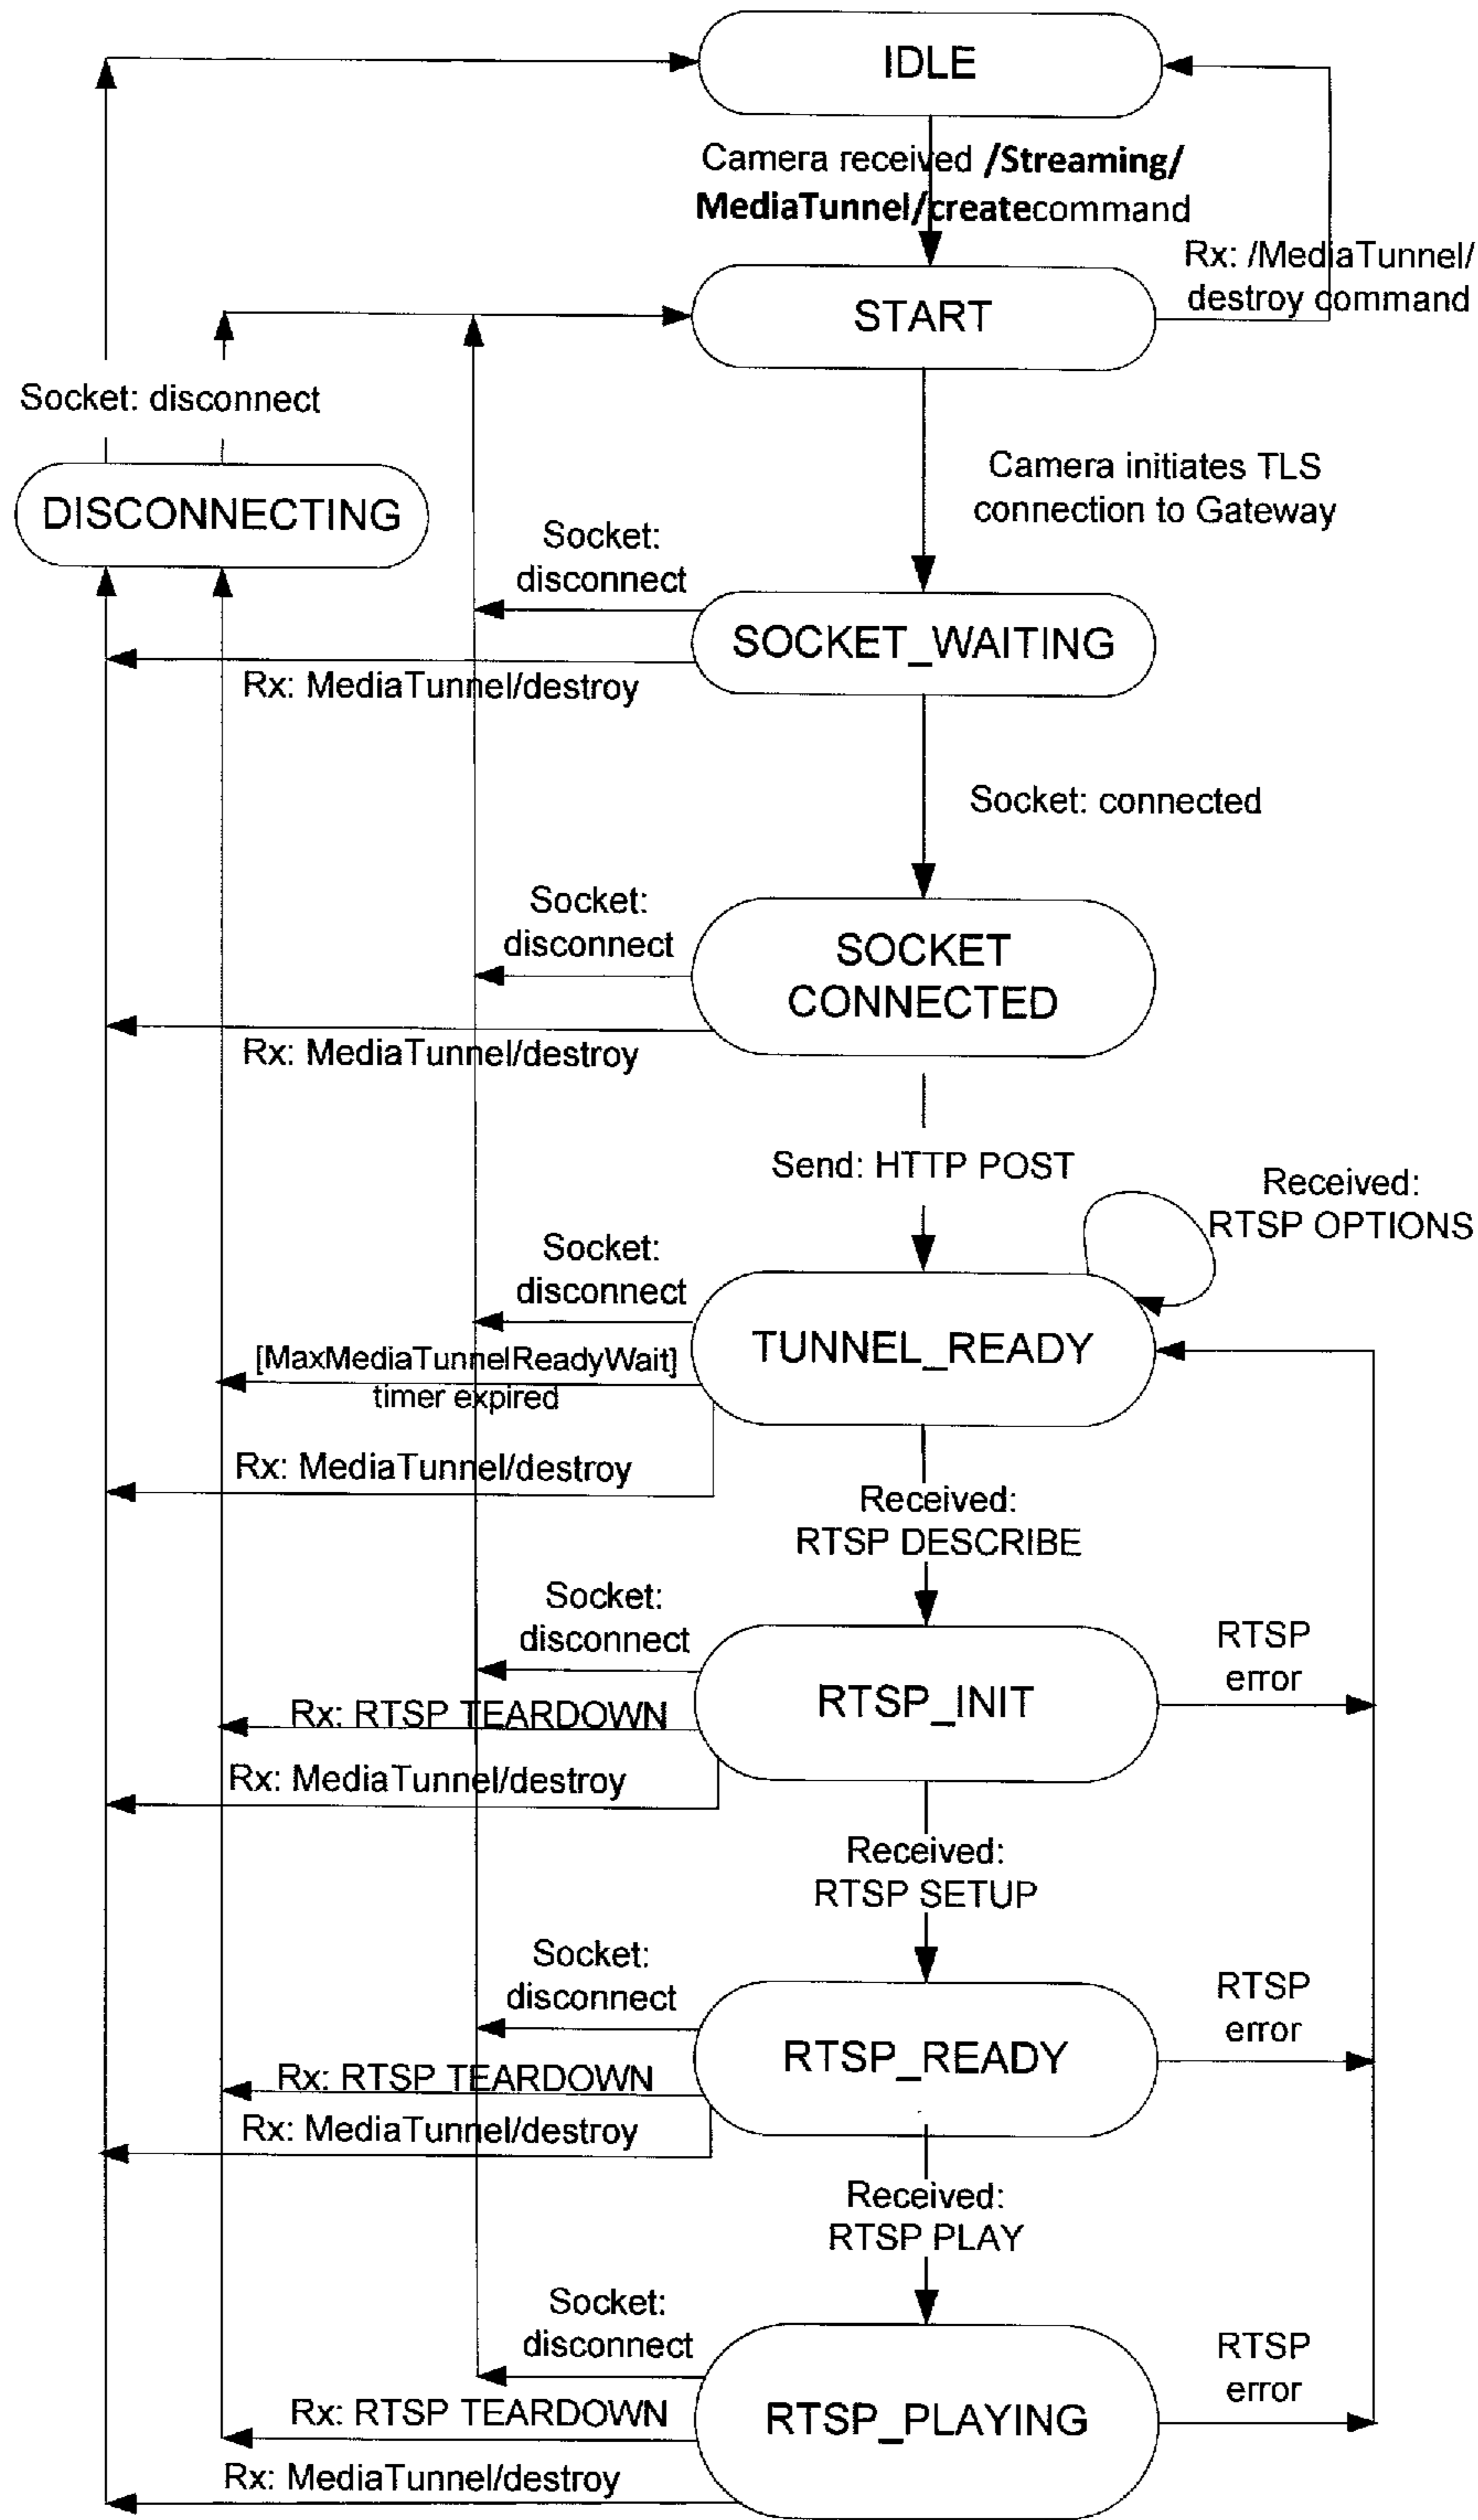 IDLE
Camera received /Streaming/
MediaTunnel/createcommand
Rx: /MediaTunnel/
destroy command
START
Socket: disconnect
DISCONNECTING
Camera initiates TLS
connection to Gateway
Socket:
disconnect
SOCKET_WAITING
Rx: MediaTunnel/destroy
Socket: connected
Socket:
disconnect
SOCKET
CONNECTED
Rx: MediaTunnel/destroy
Send: HTTP POST
Received:
RTSP OPTIONS
Socket:
disconnect
TUNNEL_READY
[MaxMediaTunnelReadyWait]
timer expired
Rx: MediaTunnel/destroy
Received:
RTSP DESCRIBE
Socket:
disconnect
RTSP
error
RTSP_INIT
Rx: RTSP TEARDOWN
Rx: MediaTunnel/destroy
Received:
RTSP SETUP
Socket:
disconnect
RTSP
error
RTSP_READY
Rx: RTSP TEARDOWN
Rx: MediaTunnel/destroy
Received:
RTSP PLAY
Socket:
disconnect
RTSP
error
RTSP_PLAYING
Rx: RTSP TEARDOWN
Rx: MediaTunnel/destroy